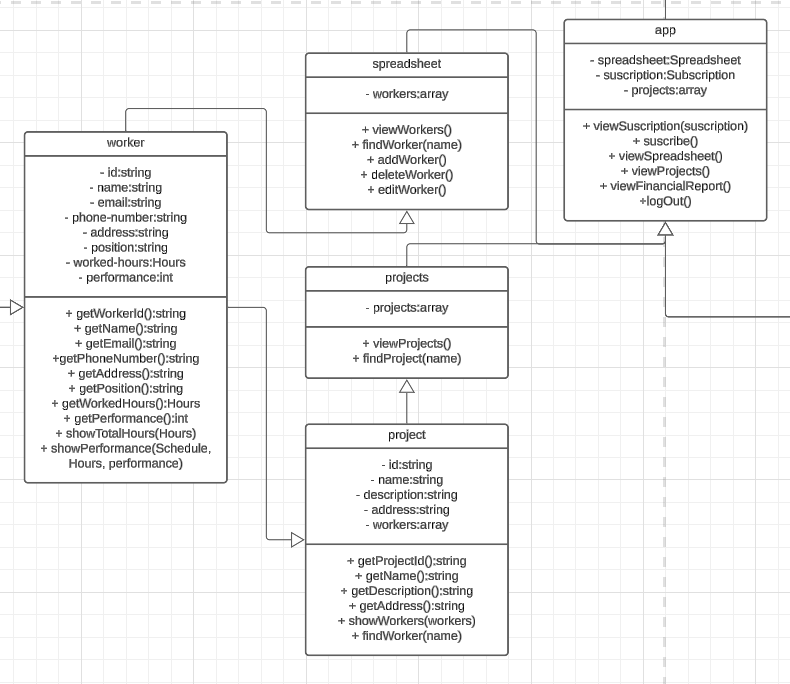 worker
- id:string
- name:string
- email:string
- phone-number:string
- address:string
- position:string
- worked-hours:Hours
- performance:int
+ getWorkerId():string
+ getName():string
+ getEmail():string
+getPhoneNumber():string
+ getAddress():string
+ getPosition():string
+ getWorkedHours():Hours
+ getPerformance():int
+ showTotalHours(Hours)
+ showPerformance(Schedule,
Hours, performance)
spreadsheet
- workers:array
+ viewWorkers()
+ findWorker(name)
+ addWorker()
+ deleteWorker()
+ editWorker()
projects
- projects:array
+ viewProjects()
+ findProject(name)
project
- id:string
- name:string
- description:string
- address:string
- workers:array
+ getProjectId():string
+ getName():string
+ getDescription():string
+ getAddress():string
+ showWorkers(workers)
+ findWorker(name)
app
- spreadsheet:Spreadsheet
- suscription:Subscription
- projects:array
+ viewSuscription(suscription)
+ suscribe()
+ viewSpreadsheet()
+ viewProjects()
+ viewFinancialReport()
+logOut()